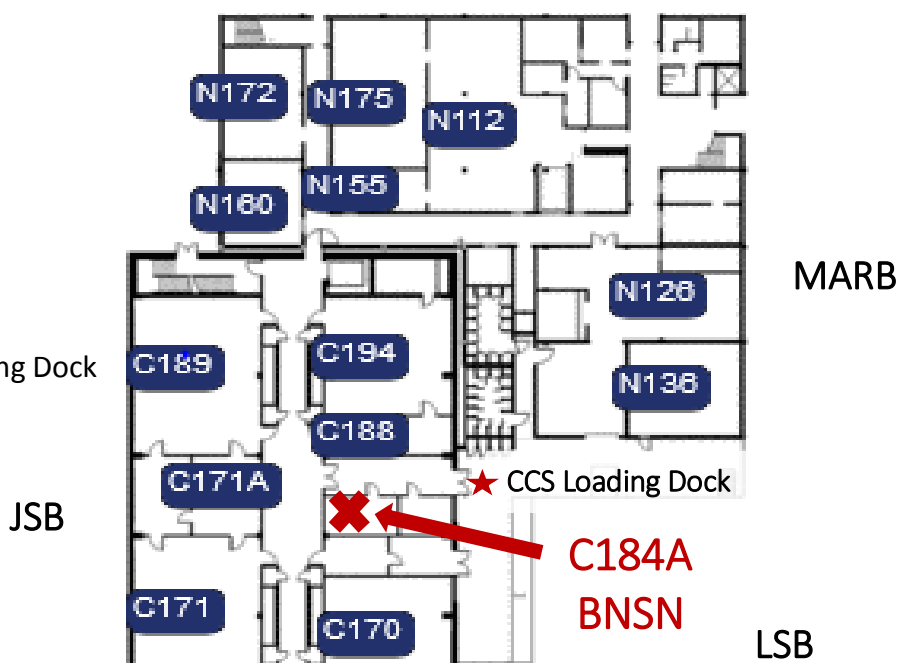 N172
N175
N112
N155
N160
MARB
N126
C194
C189
ng Dock
N136
C188
C171A
CCS Loading Dock
JSB
C184A
BNSN
C171
C170
LSB